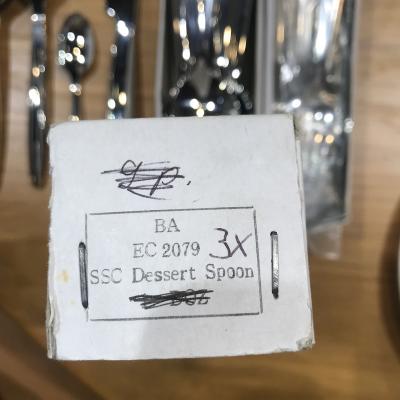 BA
EC 2079 3X
SSC Dessert Spoon